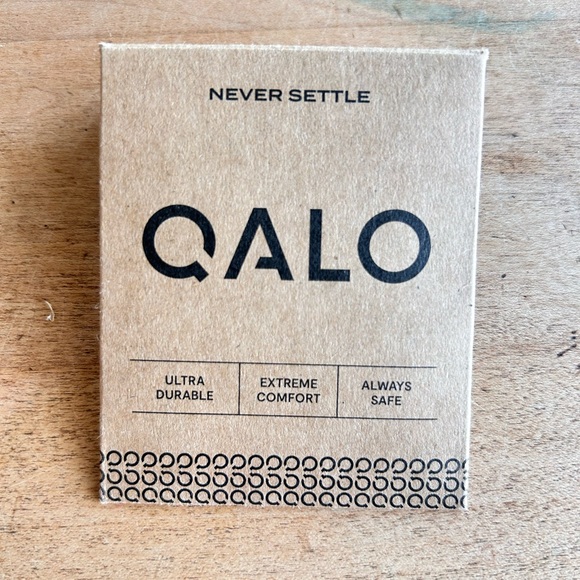 NEVER SETTLE
QALO
ULTRA
DURABLE
EXTREME
COMFORT
ALWAYS
SAFE